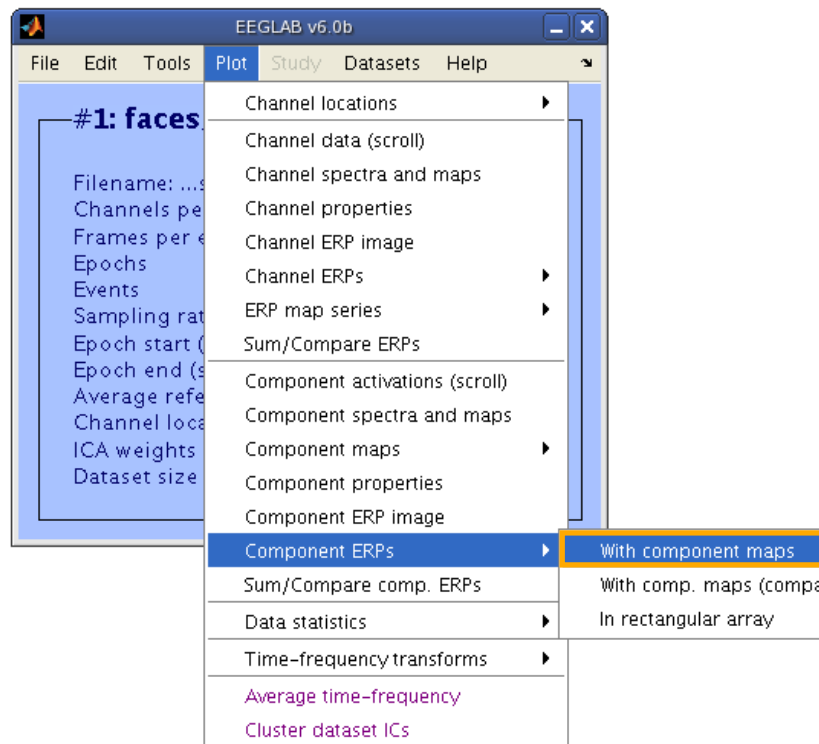 EEGLAB v6.0b
File Edit Tools Plot Study Datasets Help
#1: faces
Filename: ...s
Channels pe
Frames per e
Epochs
Events
Sampling rat
Epoch start (
Epoch end (s
Average refe
Channel loca
ICA weights
Dataset size
Channel locations
Channel data (scroll)
Channel spectra and maps
Channel properties
Channel ERP image
Channel ERPs
ERP map series
Sum/Compare ERPs
Component activations (scroll)
Component spectra and maps
Component maps
Component properties
Component ERP image
Component ERPs
Sum/Compare comp. ERPs
Data statistics
Time-frequency transforms
Average time-frequency
Cluster dataset ICs
With component maps
With comp. maps (compa
In rectangular array